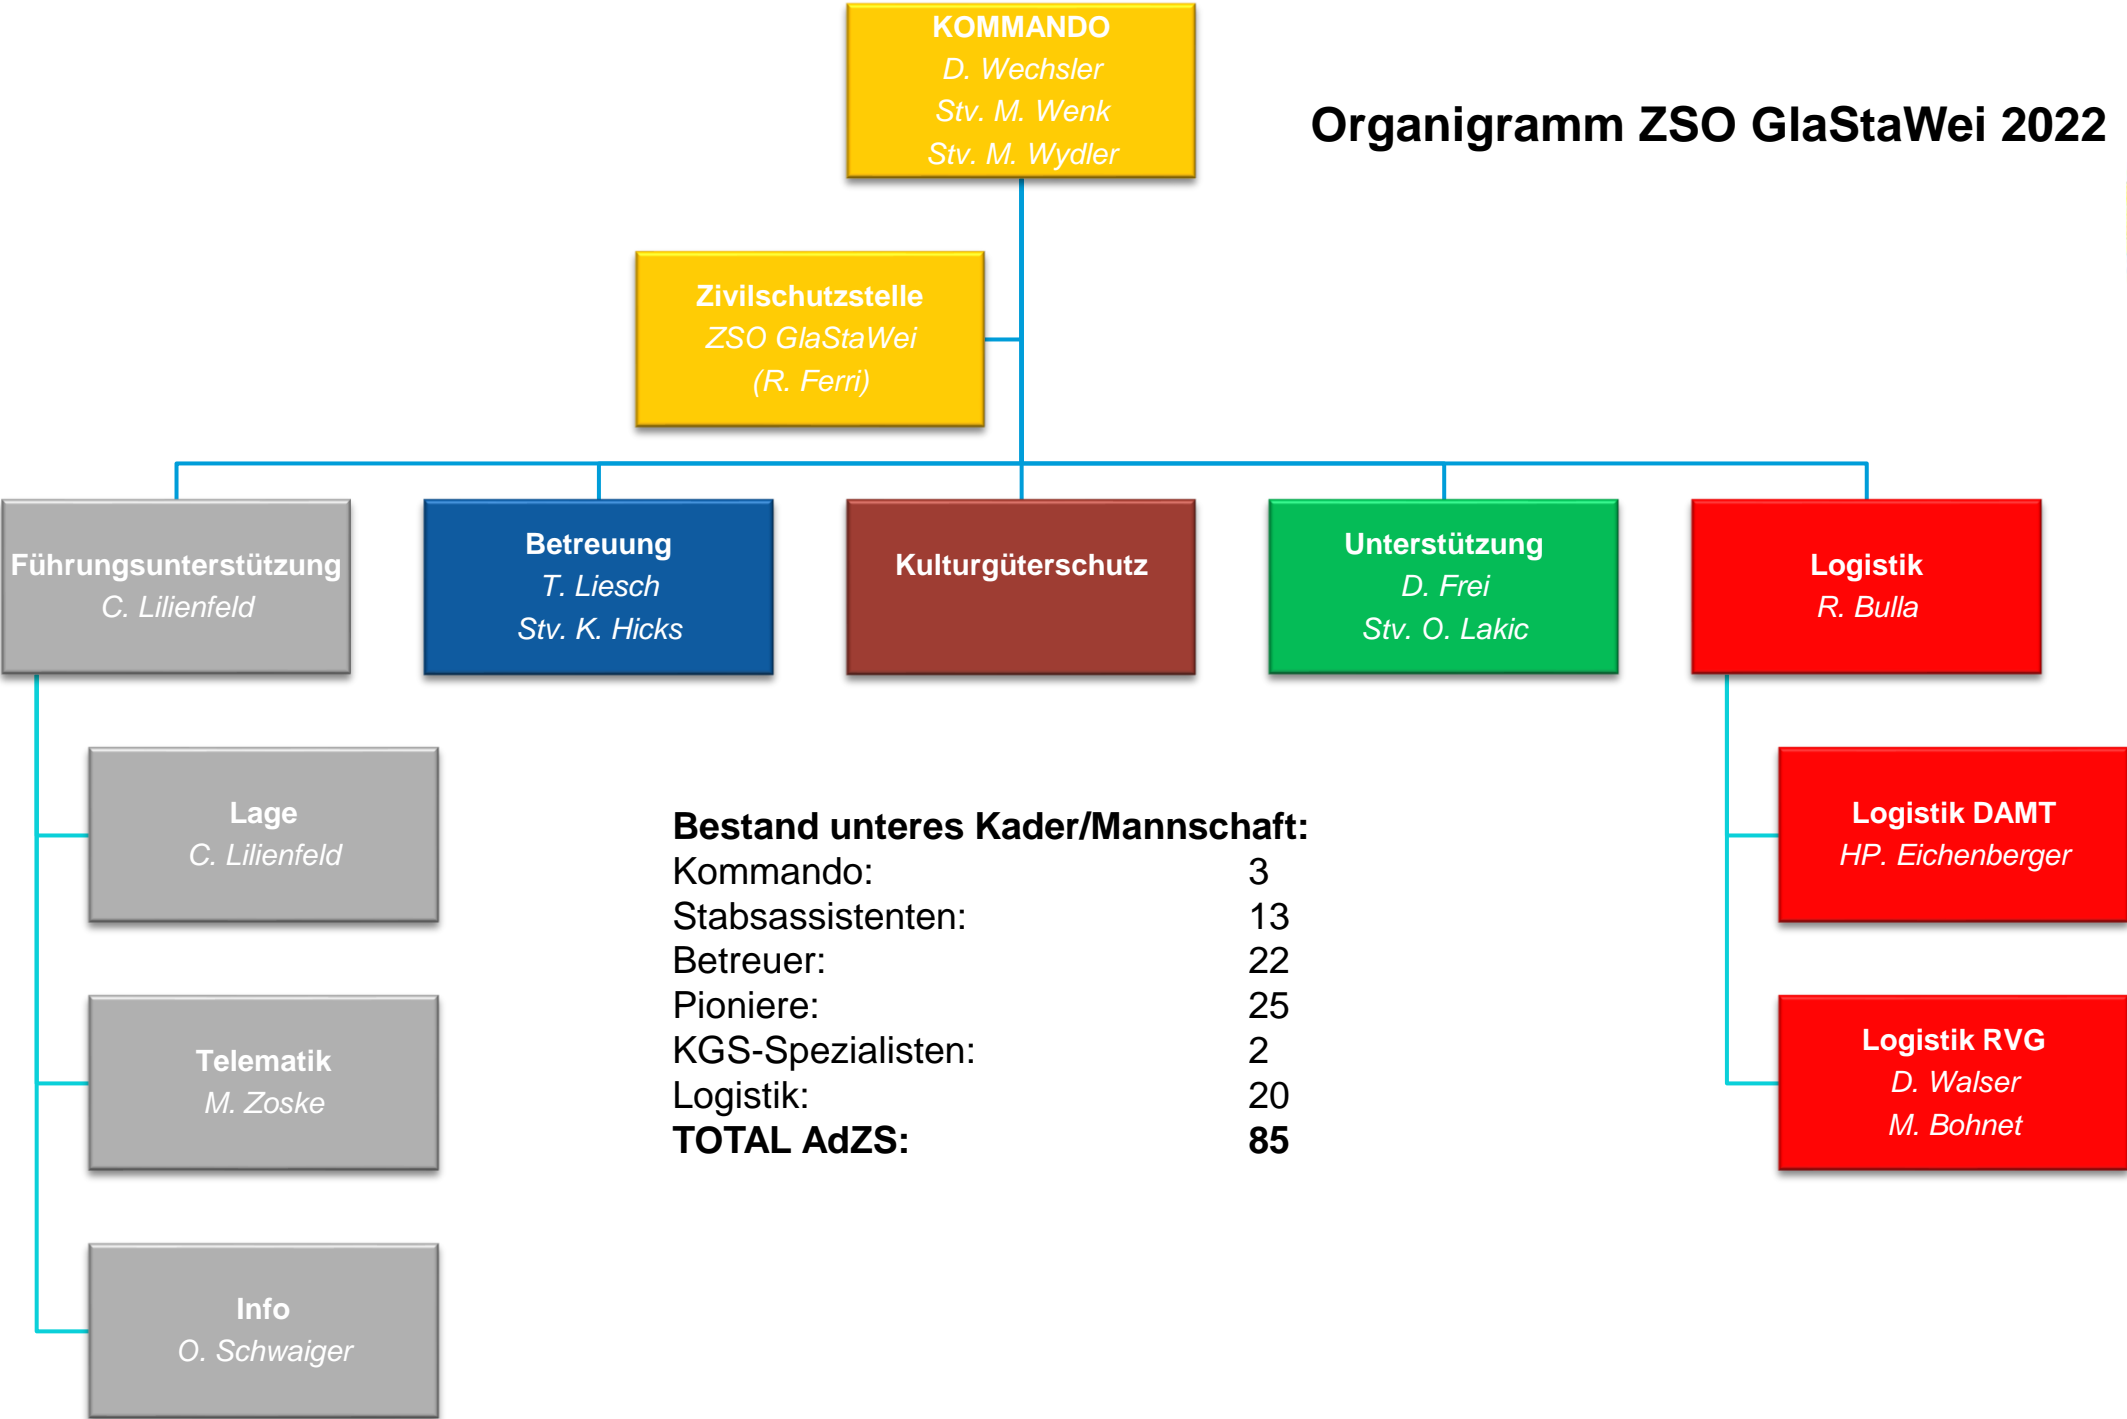 KOMMANDO
D. Wechsler
Stv. M. Wenk
Stv. M. Wydler
Organigramm ZSO GlaStaWei 2022
Zivilschutzstelle
ZSO GlaStaWei
(R. Ferri)
Führungsunterstützung
C. Lilienfeld
Betreuung
T. Liesch
Stv. K. Hicks
Kulturgüterschutz
Unterstützung
D. Frei
Stv. O. Lakic
Logistik
R. Bulla
Lage
C. Lilienfeld
Telematik
M. Zoske
Info
O. Schwaiger
Bestand unteres Kader/Mannschaft:
Kommando: 3
Stabsassistenten: 13
Betreuer: 22
Pioniere: 25
KGS-Spezialisten: 2
Logistik: 20
TOTAL AdZS: 85
Logistik DAMT
HP. Eichenberger
Logistik RVG
D. Walser
M. Bohnet